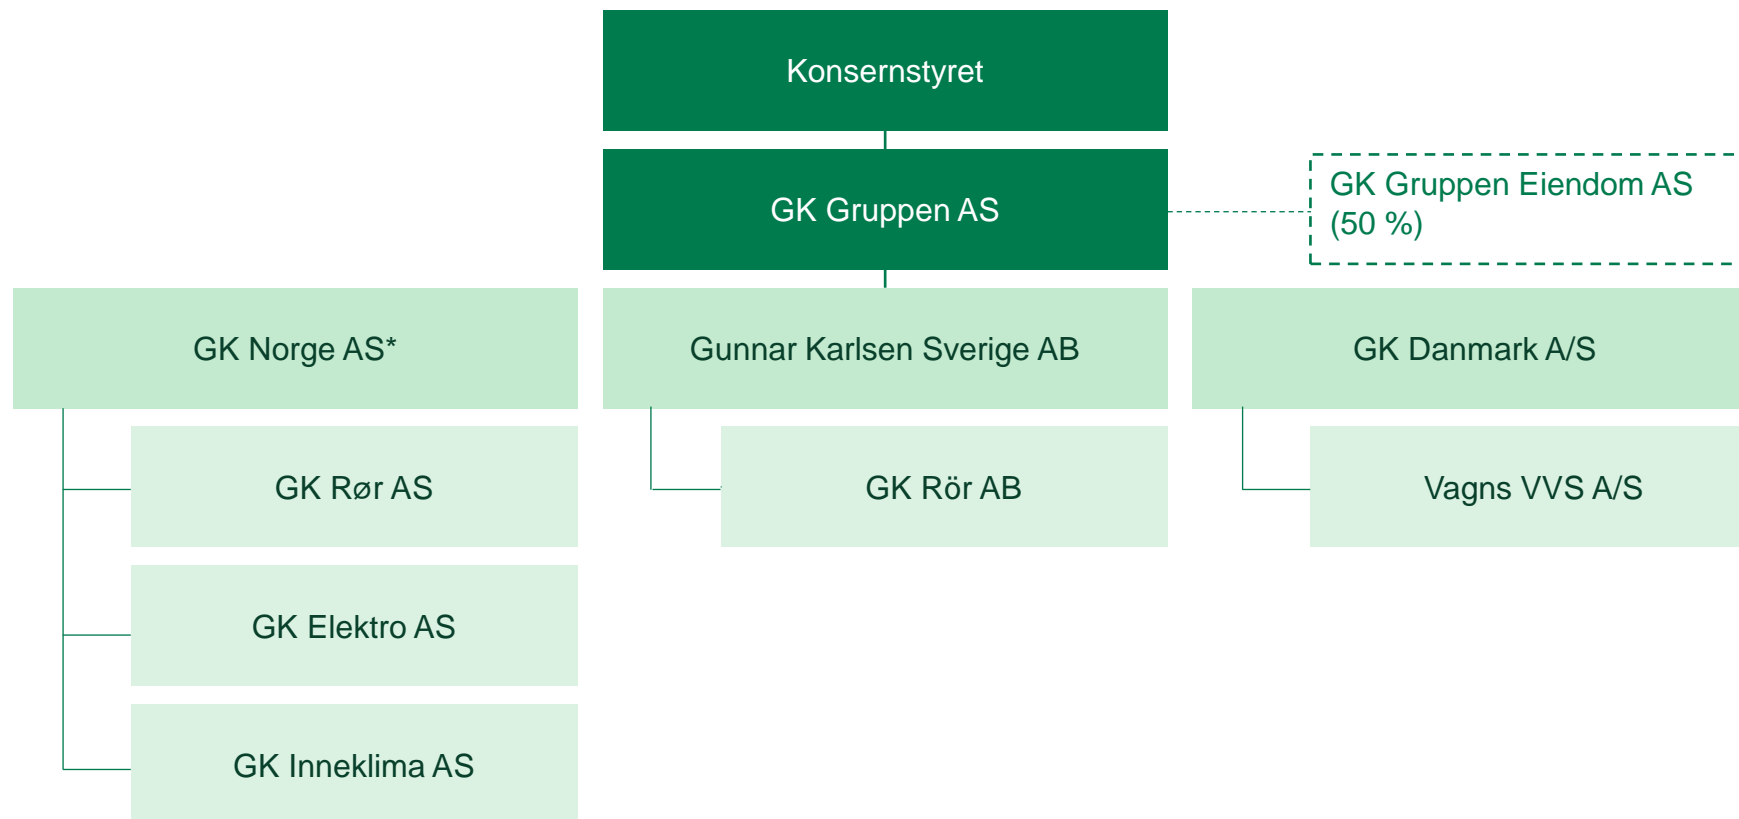 Konsernstyret
GK Gruppen AS
GK Gruppen Eiendom AS
(50 %)
GK Norge AS*
Gunnar Karlsen Sverige AB
GK Danmark A/S
GK Rør AS
GK Rör AB
Vagns VVS A/S
GK Elektro AS
GK Inneklima AS